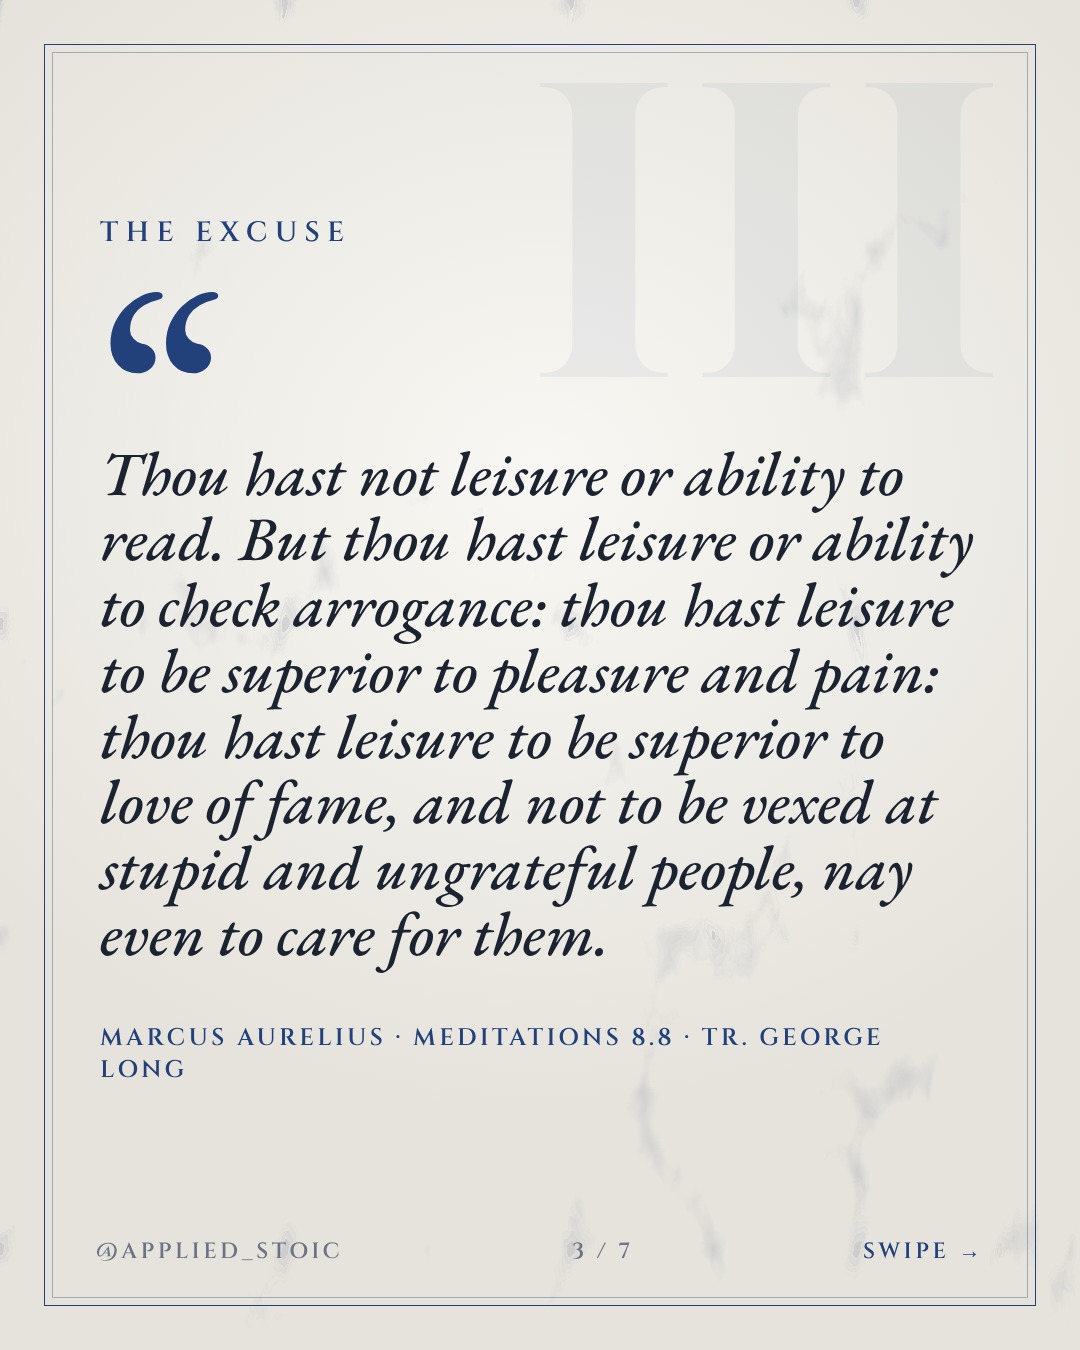 III
THE EXCUSE
“
Thou hast not leisure or ability to
read. But thou hast leisure or ability
to check arrogance: thou hast leisure
to be superior to pleasure and pain:
thou hast leisure to be superior to
love of fame, and not to be vexed at
stupid and ungrateful people, nay
even to care for them.
MARCUS AURELIUS · MEDITATIONS 8.8 · TR. GEORGE
LONG
@APPLIED_STOIC 3 / 7 SWIPE →